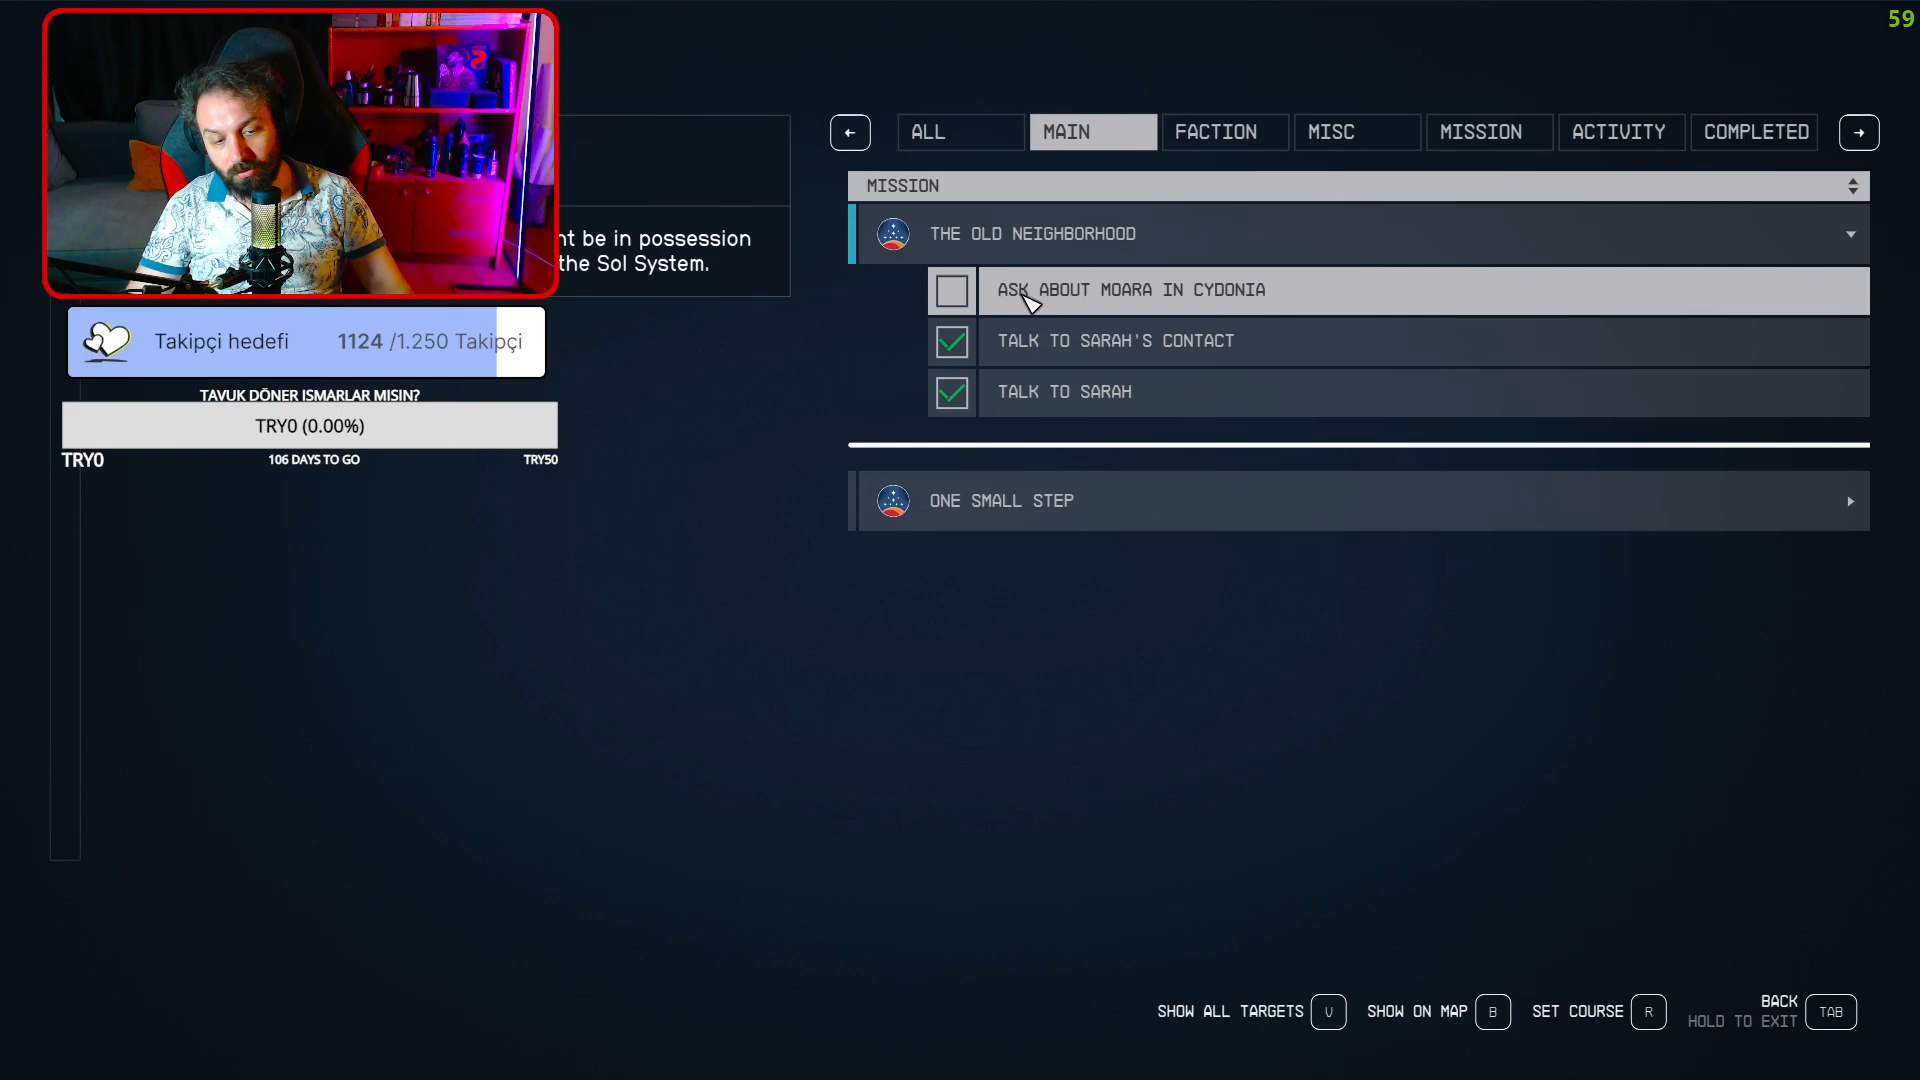 59
← ALL MAIN FACTION MISC MISSION ACTIVITY COMPLETED →
MISSION
THE OLD NEIGHBORHOOD
be in possession
the Sol System.
ASK ABOUT MOARA IN CYDONIA
TALK TO SARAH'S CONTACT
TALK TO SARAH
ONE SMALL STEP
Takipçi hedefi 1124 /1.250 Takipçi
TAVUK DÖNER ISMARLAR MISIN?
TRY0 (0.00%)
TRY0 106 DAYS TO GO TRY50
SHOW ALL TARGETS V SHOW ON MAP B SET COURSE R BACK TAB
HOLD TO EXIT